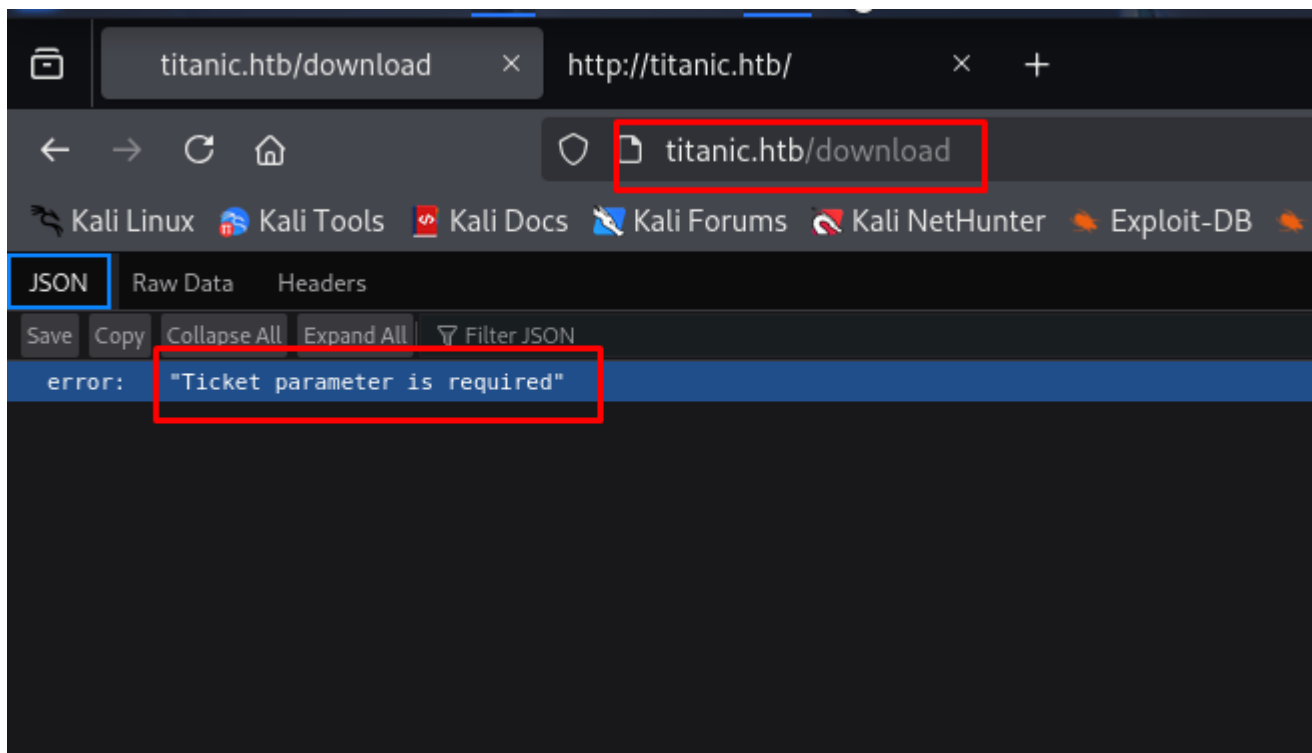 titanic.htb/download × http://titanic.htb/ × +
titanic.htb/download
Kali Linux Kali Tools Kali Docs Kali Forums Kali NetHunter Exploit-DB
JSON Raw Data Headers
Save Copy Collapse All Expand All Filter JSON
error: "Ticket parameter is required"